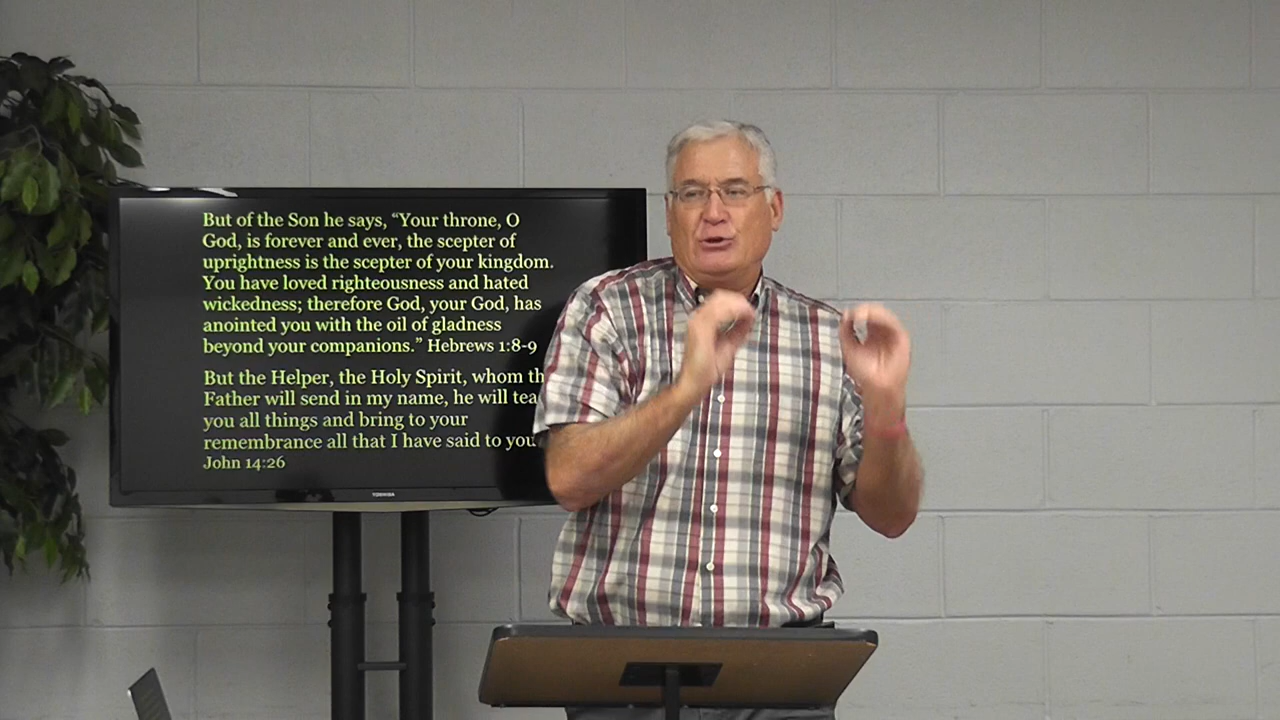 But of the Son he says, “Your throne, O
God, is forever and ever, the scepter of
uprightness is the scepter of your kingdom.
You have loved righteousness and hated
wickedness; therefore God, your God, has
anointed you with the oil of gladness
beyond your companions.” Hebrews 1:8-9
But the Helper, the Holy Spirit, whom th
Father will send in my name, he will tea
you all things and bring to your
remembrance all that I have said to you
John 14:26
TOSHIBA